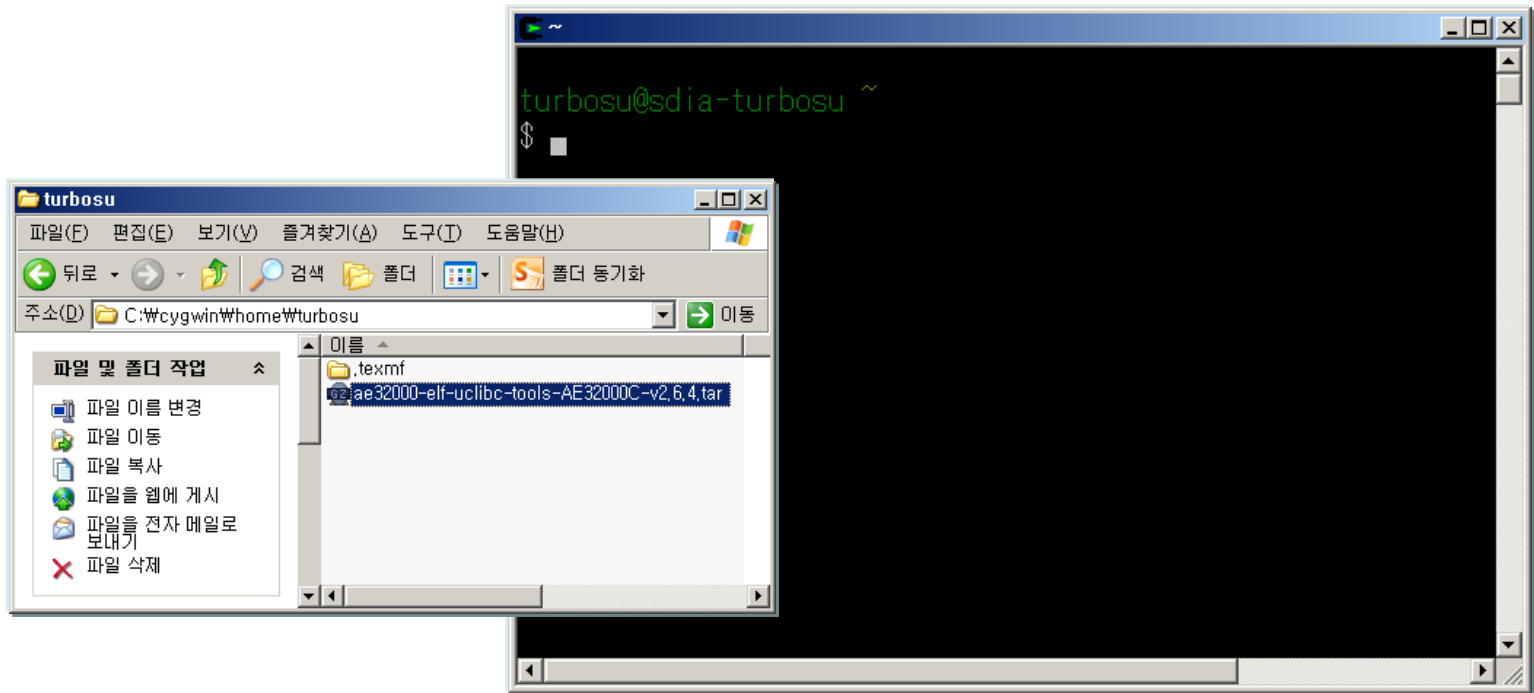 ~
turbosu@sdia-turbosu ~
$
turbosu
파일(F) 편집(E) 보기(V) 즐겨찾기(A) 도구(T) 도움말(H)
뒤로 검색 폴더 폴더 동기화
주소(D) C:₩cygwin₩home₩turbosu 이동
이름
파일 및 폴더 작업
.texmf
GZ ae32000-elf-uclibc-tools-AE32000C-v2.6.4.tar
파일 이름 변경
파일 이동
파일 복사
파일을 웹에 게시
파일을 전자 메일로
보내기
파일 삭제